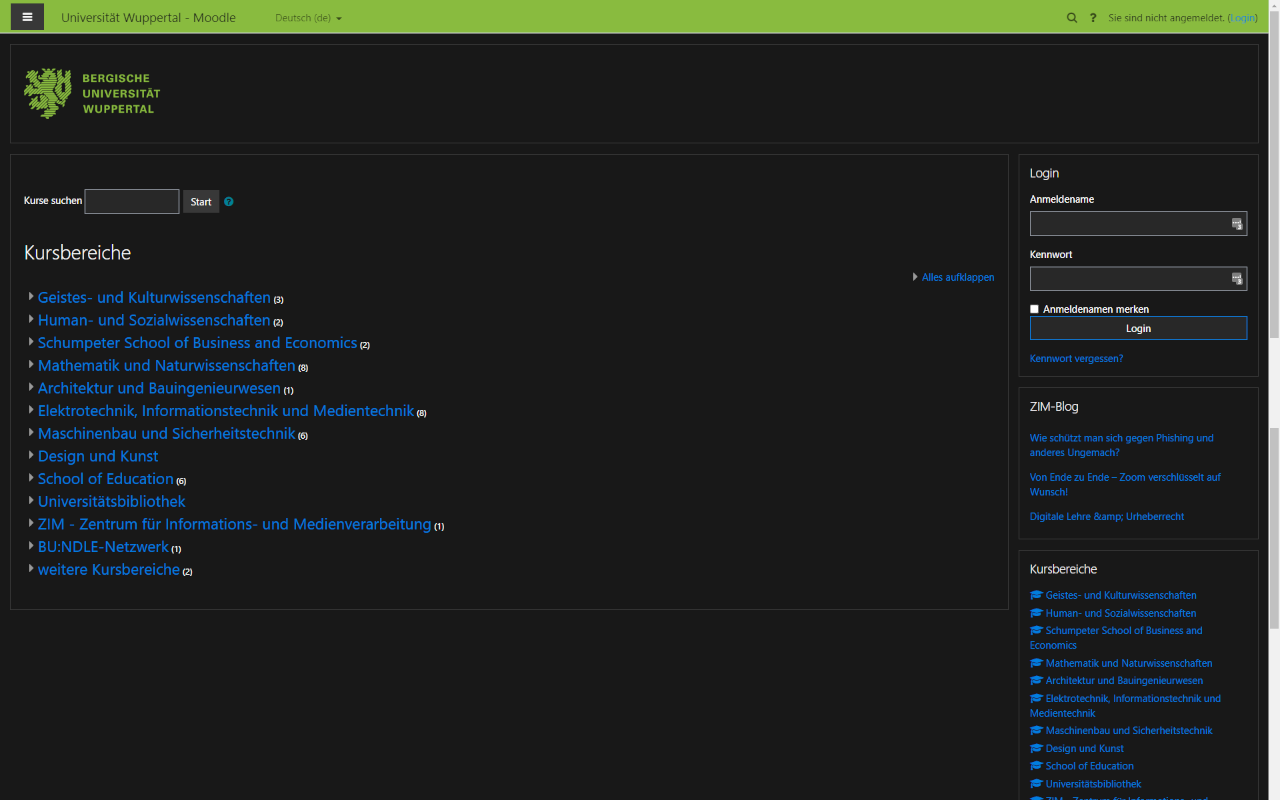 Universität Wuppertal - Moodle
Deutsch (de)
? Sie sind nicht angemeldet. (Login)
BERGISCHE
UNIVERSITÄT
WUPPERTAL
Kurse suchen Start ?
Kursbereiche
Alles aufklappen
Geistes- und Kulturwissenschaften (3)
Human- und Sozialwissenschaften (2)
Schumpeter School of Business and Economics (2)
Mathematik und Naturwissenschaften (8)
Architektur und Bauingenieurwesen (1)
Elektrotechnik, Informationstechnik und Medientechnik (8)
Maschinenbau und Sicherheitstechnik (6)
Design und Kunst
School of Education (6)
Universitätsbibliothek
ZIM - Zentrum für Informations- und Medienverarbeitung (1)
BU:NDLE-Netzwerk (1)
weitere Kursbereiche (2)
Login
Anmeldename
Kennwort
Anmeldenamen merken
Login
Kennwort vergessen?
ZIM-Blog
Wie schützt man sich gegen Phishing und
anderes Ungemach?
Von Ende zu Ende – Zoom verschlüsselt auf
Wunsch!
Digitale Lehre &amp; Urheberrecht
Kursbereiche
Geistes- und Kulturwissenschaften
Human- und Sozialwissenschaften
Schumpeter School of Business and
Economics
Mathematik und Naturwissenschaften
Architektur und Bauingenieurwesen
Elektrotechnik, Informationstechnik und
Medientechnik
Maschinenbau und Sicherheitstechnik
Design und Kunst
School of Education
Universitätsbibliothek
ZIM - Zentrum für Informations- und